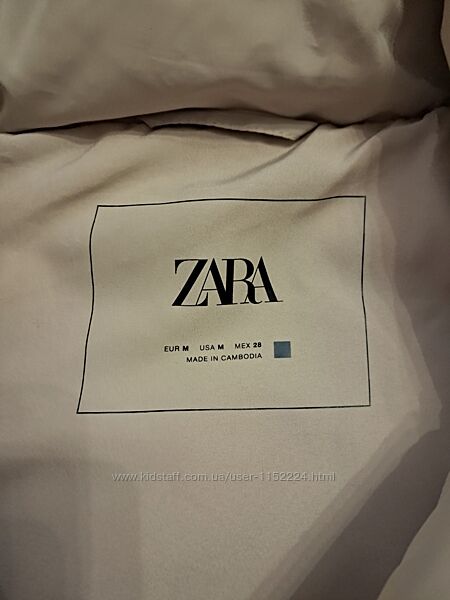 ZARA
EUR M USA M MEX 28
MADE IN CAMBODIA
www.kidstaff.com.ua/user-1152224.html